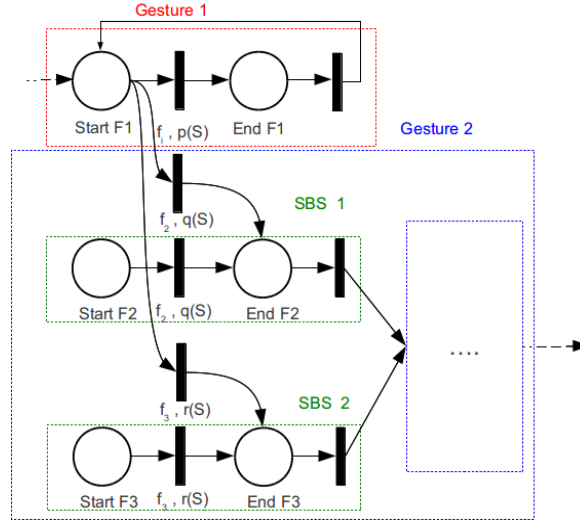 Gesture 1
Start F1
End F1
f₁ , p(S)
Gesture 2
f₂ , q(S)
SBS 1
Start F2
f₂ , q(S)
End F2
....
f₃ , r(S)
SBS 2
Start F3
f₃ , r(S)
End F3